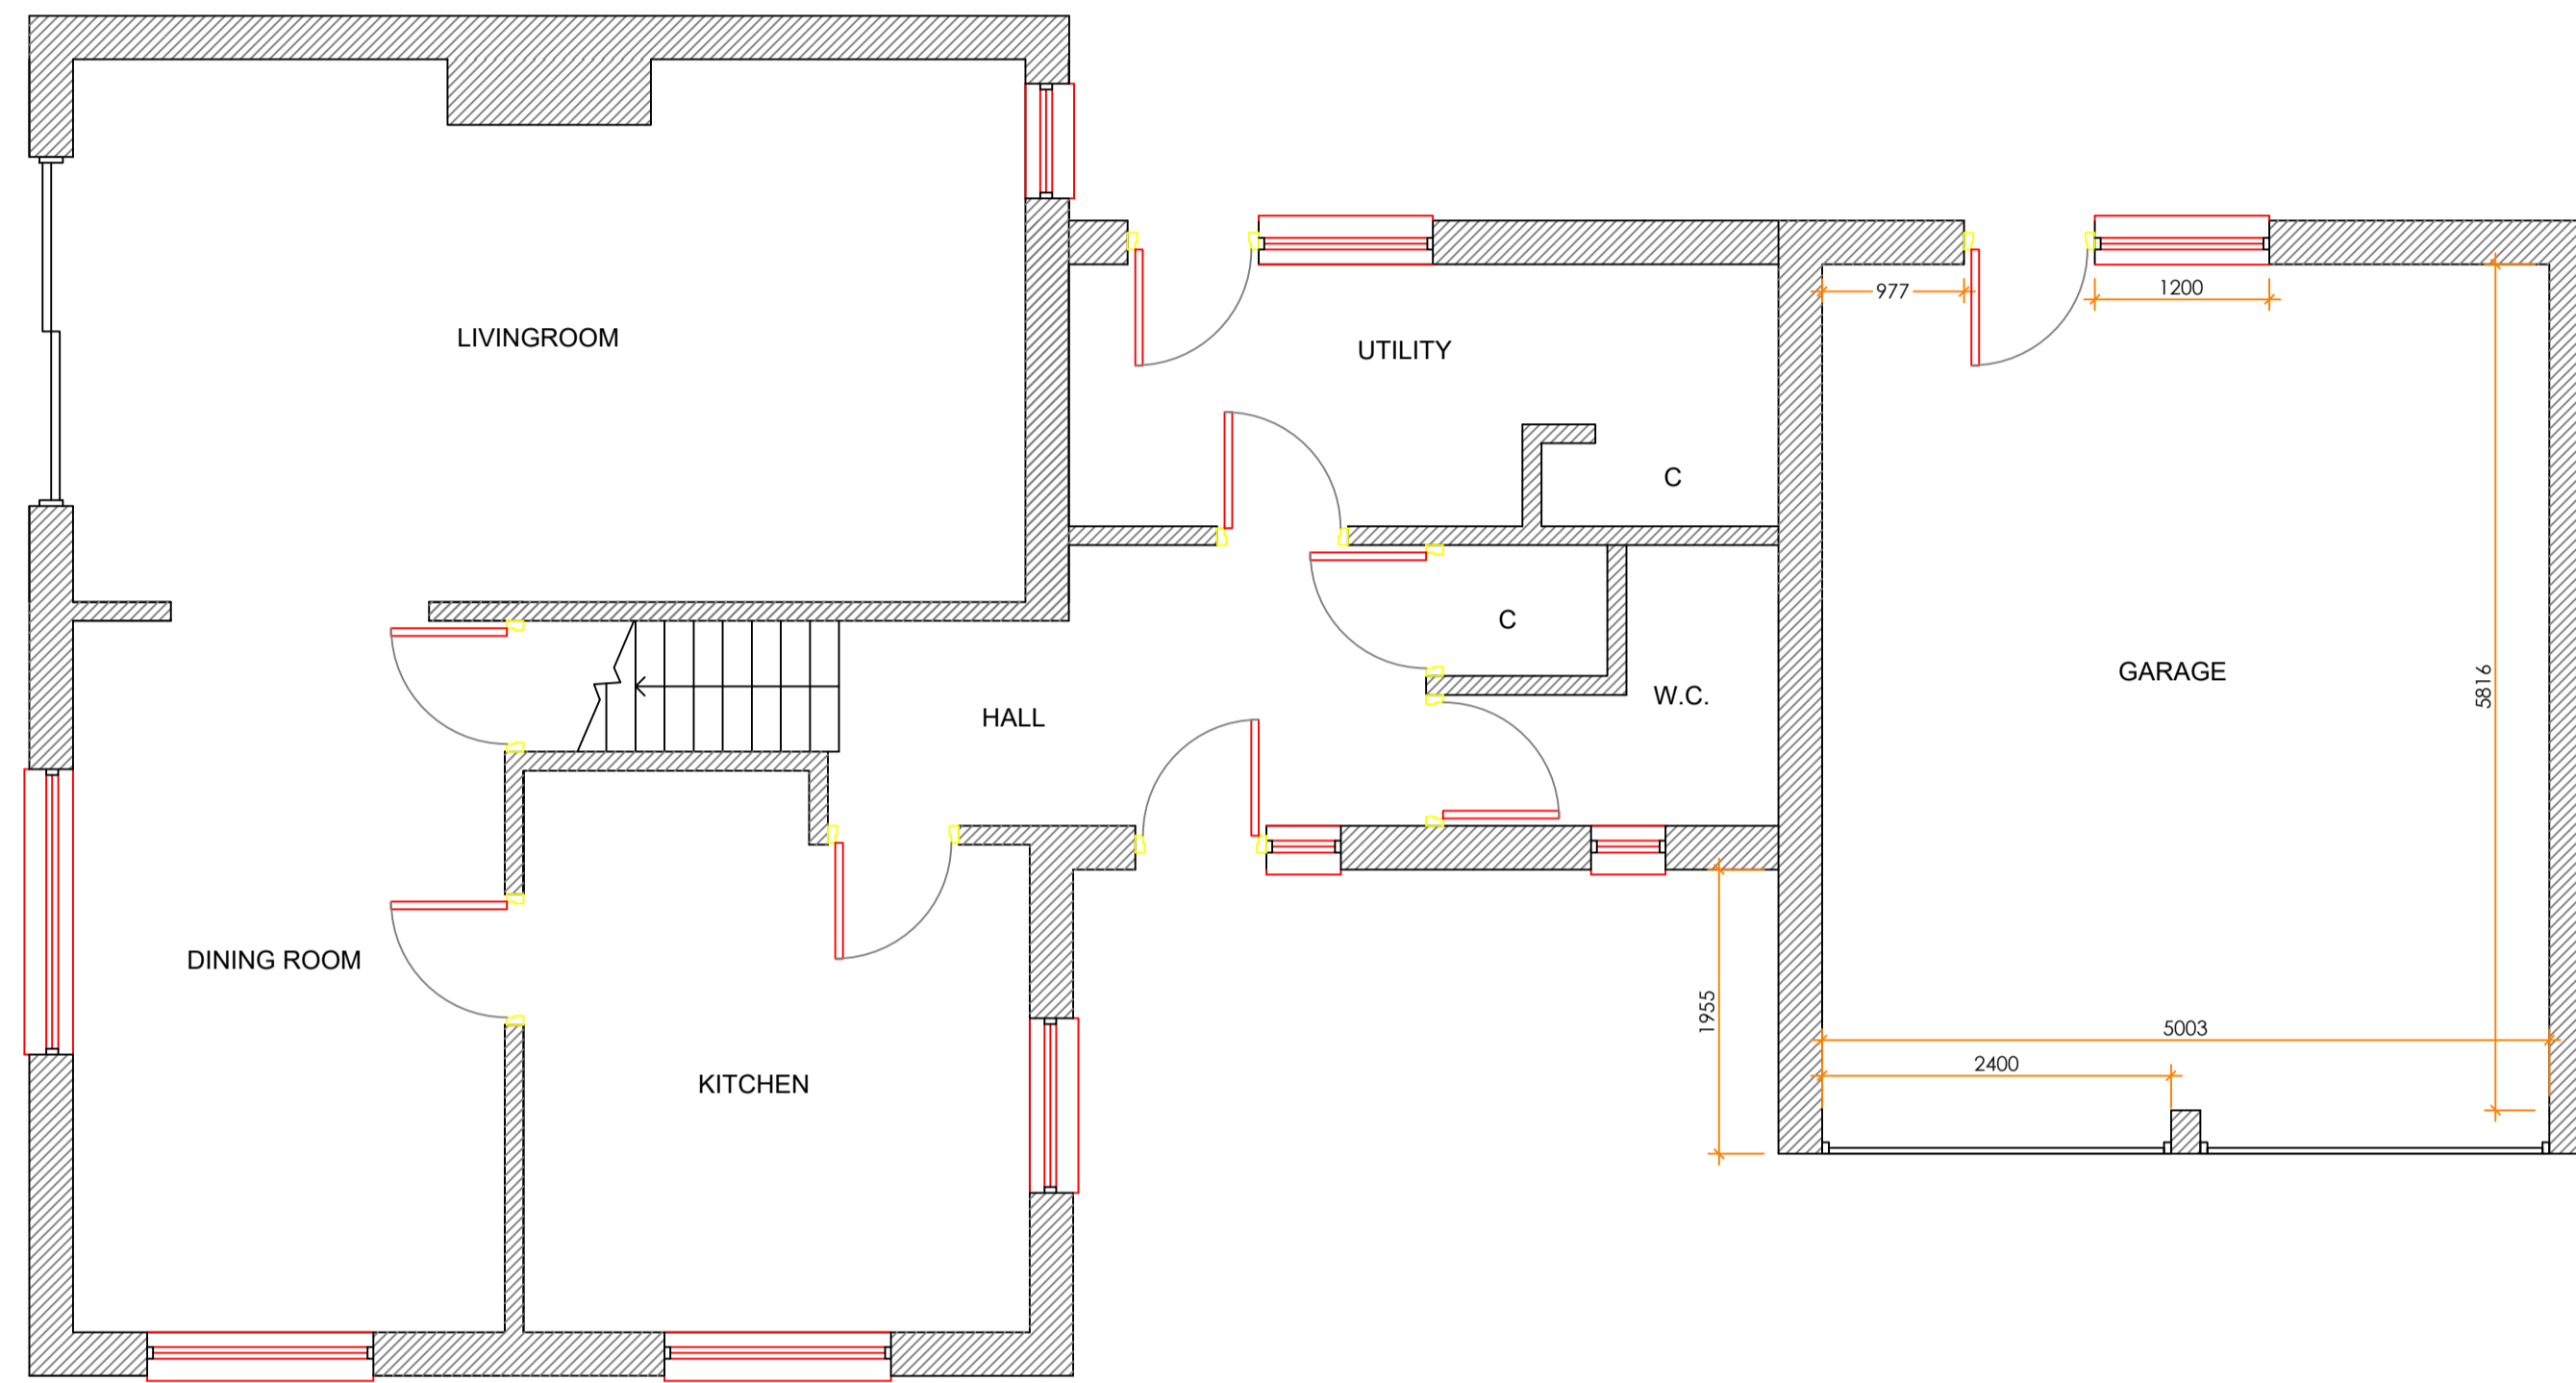 977
1200
LIVINGROOM
UTILITY
C
C
GARAGE
5816
W.C.
HALL
DINING ROOM
1955
5003
2400
KITCHEN